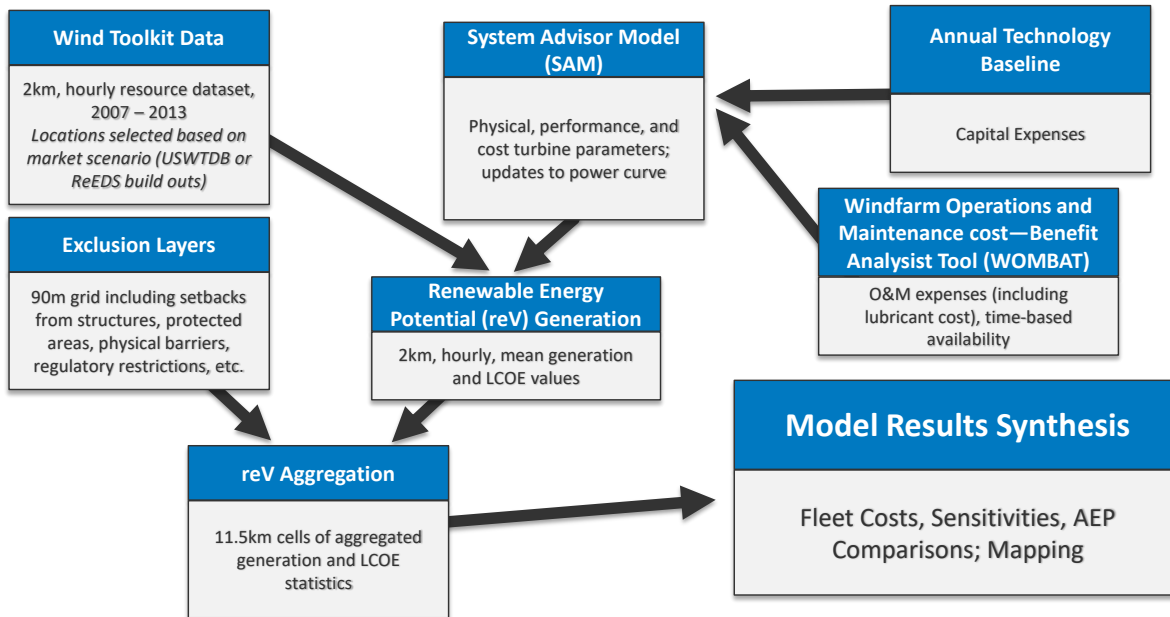 Wind Toolkit Data
2km, hourly resource dataset,
2007 – 2013
Locations selected based on
market scenario (USWTDB or
ReEDS build outs)
System Advisor Model
(SAM)
Physical, performance, and
cost turbine parameters;
updates to power curve
Annual Technology
Baseline
Capital Expenses
Windfarm Operations and
Maintenance cost—Benefit
Analysist Tool (WOMBAT)
O&M expenses (including
lubricant cost), time-based
availability
Exclusion Layers
90m grid including setbacks
from structures, protected
areas, physical barriers,
regulatory restrictions, etc.
Renewable Energy
Potential (reV) Generation
2km, hourly, mean generation
and LCOE values
reV Aggregation
11.5km cells of aggregated
generation and LCOE
statistics
Model Results Synthesis
Fleet Costs, Sensitivities, AEP
Comparisons; Mapping